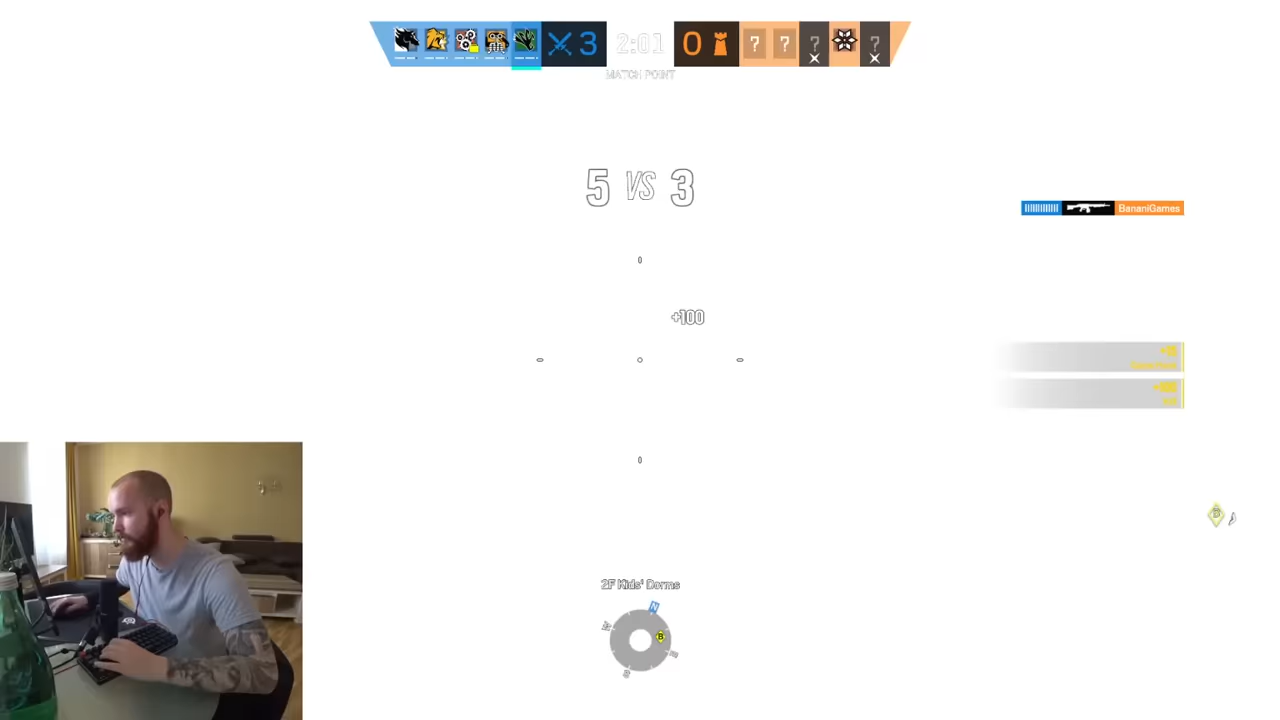 3 2:01 0 ? ? ? ?
MATCH POINT
5 VS 3
BananiGames
+100
2F Kids' Dorms
N
B